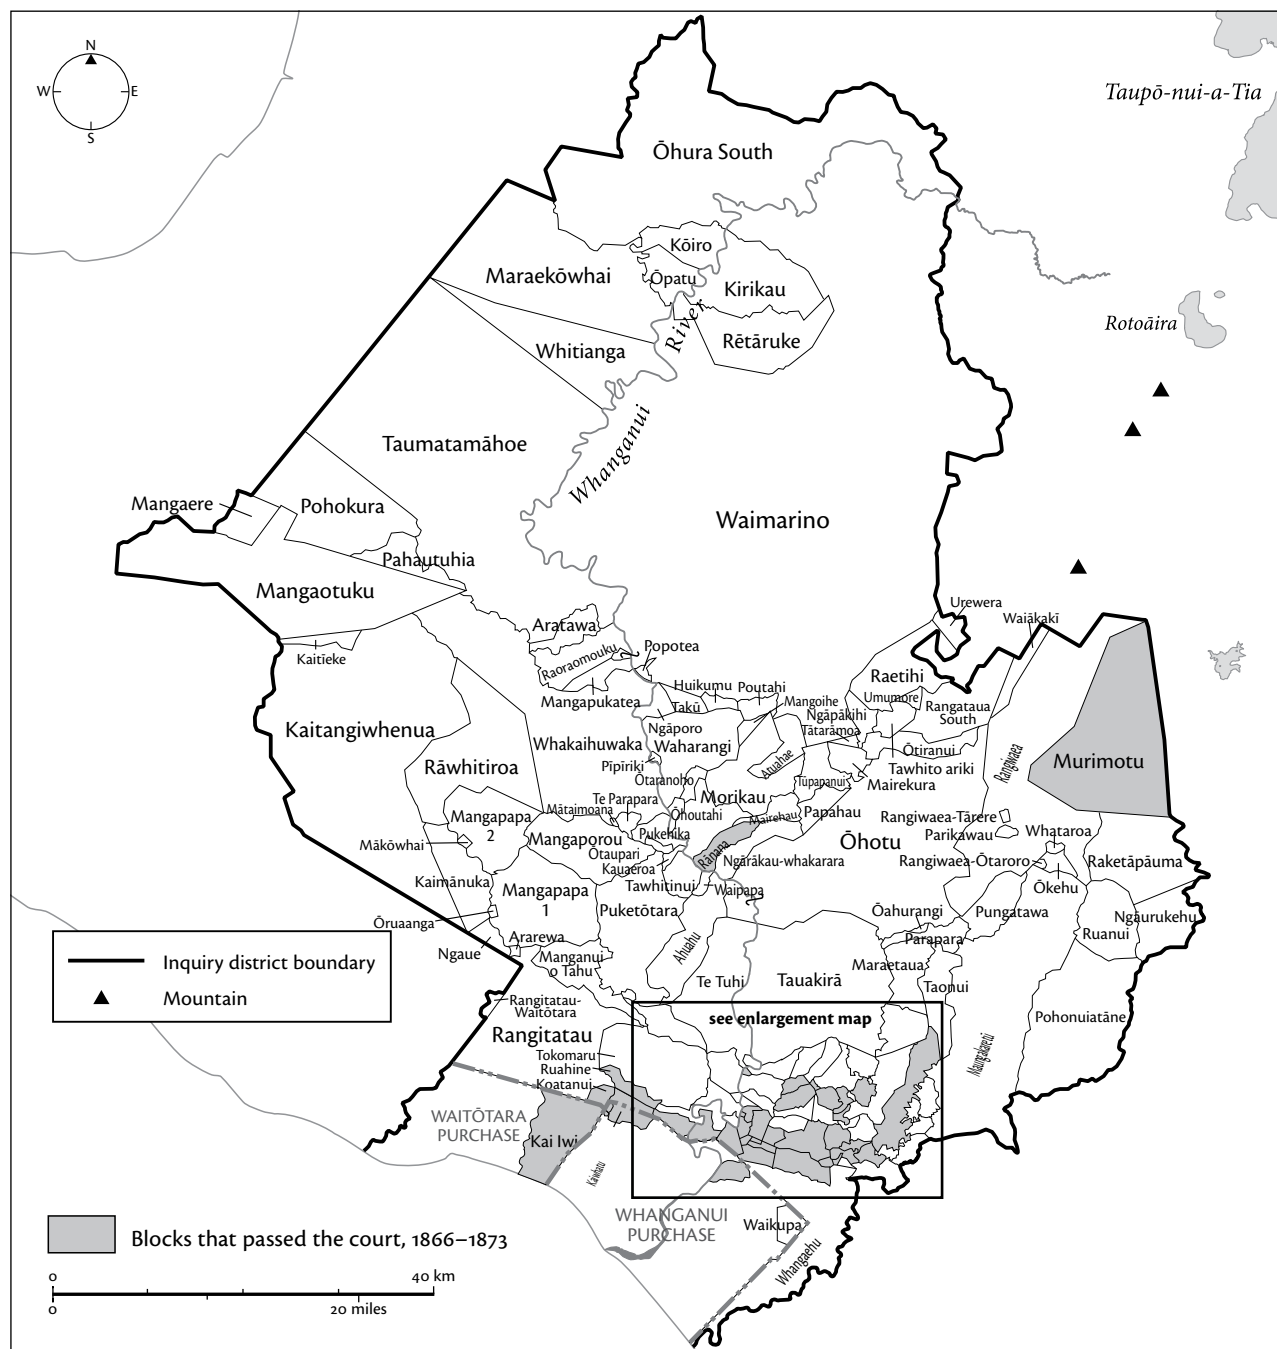 N
W
E
S
Taupō-nui-a-Tia
Ōhura South
Kōiro
Maraekōwhai
Ōpatu
Kirikau
River
Rotoāira
Rētāruke
Whitianga
Whanganui
Taumatamāhoe
Mangaere
Pohokura
Waimarino
Pahautuhia
Mangaotuku
Urewera
Waiākakī
Aratawa
Kaitīeke
Raoraomouku
Popotea
Raetihi
Huikumu
Poutahi
Umumore
Mangapukatea
Takū
Mangoihe
Rangataua
South
Ngāpākihi
Kaitangiwhenua
Ngāporo
Tātarāmoa
Whakaihuwaka
Waharangi
Ōtiranui
Rangiwaea
Murimotu
Rāwhitiroa
Pīpīriki
Atuahae
Tawhito ariki
Ōtaranoho
Tūpapanui
Mairekura
Te Parapara
Morikau
Mātaimoana
Ōhoutahi
Mairehau
Papahau
Rangiwaea-Tārere
Mangapapa
2
Mangaporou
Pukehika
Parikawau
Whataroa
Mākōwhai
Ōtaupari
Rānana
Ōhotu
Kauaeroa
Ngārākau-whakarara
Rangiwaea-Ōtaroro
Raketāpāuma
Kaimānuka
Mangapapa
1
Tawhitinui
Waipapa
Ōkehu
Puketōtara
Ōahurangi
Pungatawa
Ngāurukehu
Ōruaanga
Ruanui
Ararewa
Parapara
Ngaue
Ahuahu
Manganui
o Tahu
Maraetaua
Inquiry district boundary
Te Tuhi
Tauakirā
Taonui
Mountain
Rangitatau-
Waitōtara
see enlargement map
Pohonuiatāne
Rangitatau
Tokomaru
Ruahine
Koatanui
Maungakaretū
WAITŌTARA
PURCHASE
Kai Iwi
Kaiwhatu
WHANGANUI
PURCHASE
Waikupa
Blocks that passed the court, 1866–1873
Whangaehu
0
40 km
0
20 miles